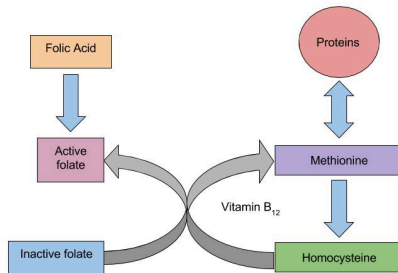 Folic Acid
Proteins
Active
folate
Methionine
Vitamin B12
Inactive folate
Homocysteine